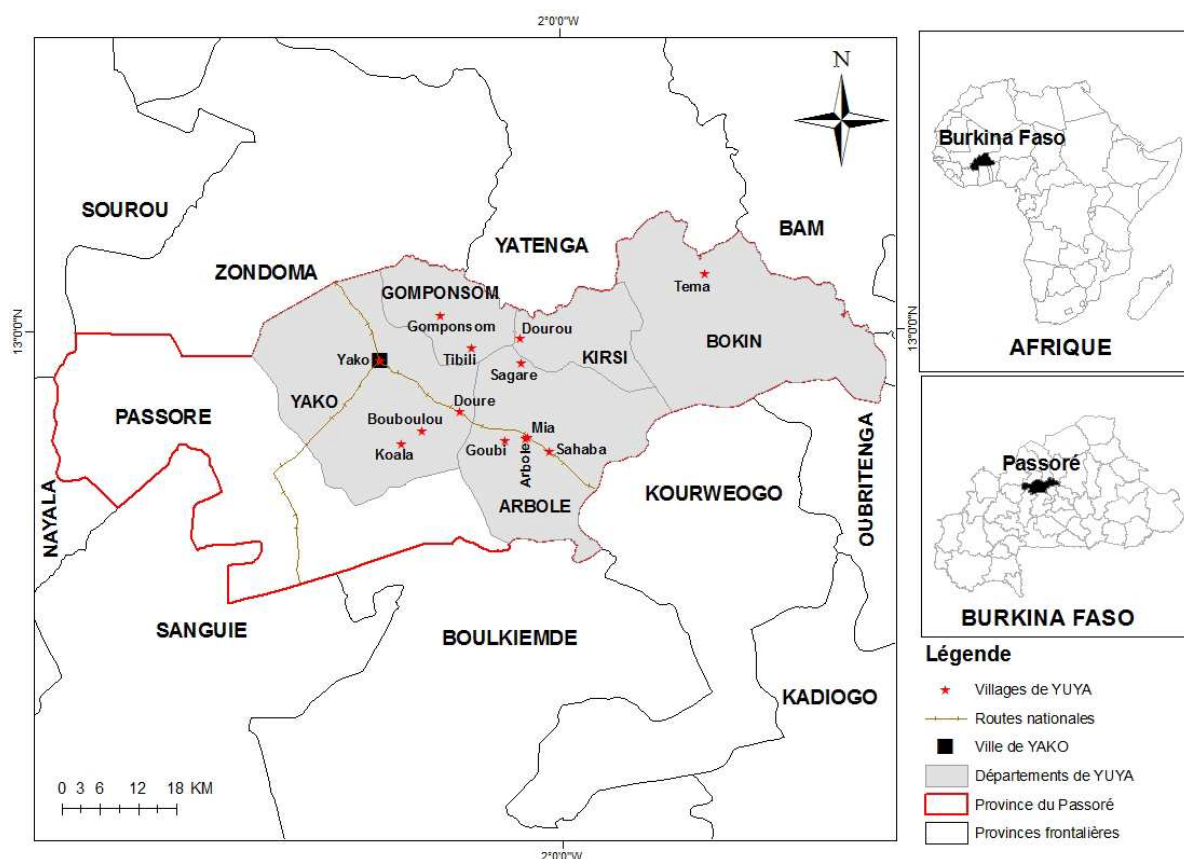 2°0'0"W
N
SOUROU
BAM
YATENGA
ZONDOMA
GOMPONSOM
Tema
Gomponsom
Dourou
13°0'0"N
13°0'0"N
KIRSI
BOKIN
Yako
Tibili
Sagare
PASSORE
YAKO
Doure
Bouboulou
Mia
Koala
Goubi
Arbole
Sahaba
ARBOLE
KOURWEOGO
NAYALA
OUBRITENGA
SANGUIE
BOULKIEMDE
KADIOGO
0 3 6 12 18 KM
2°0'0"W
Burkina Faso
AFRIQUE
Passoré
BURKINA FASO
Légende
Villages de YUYA
Routes nationales
Ville de YAKO
Départements de YUYA
Province du Passoré
Provinces frontalières